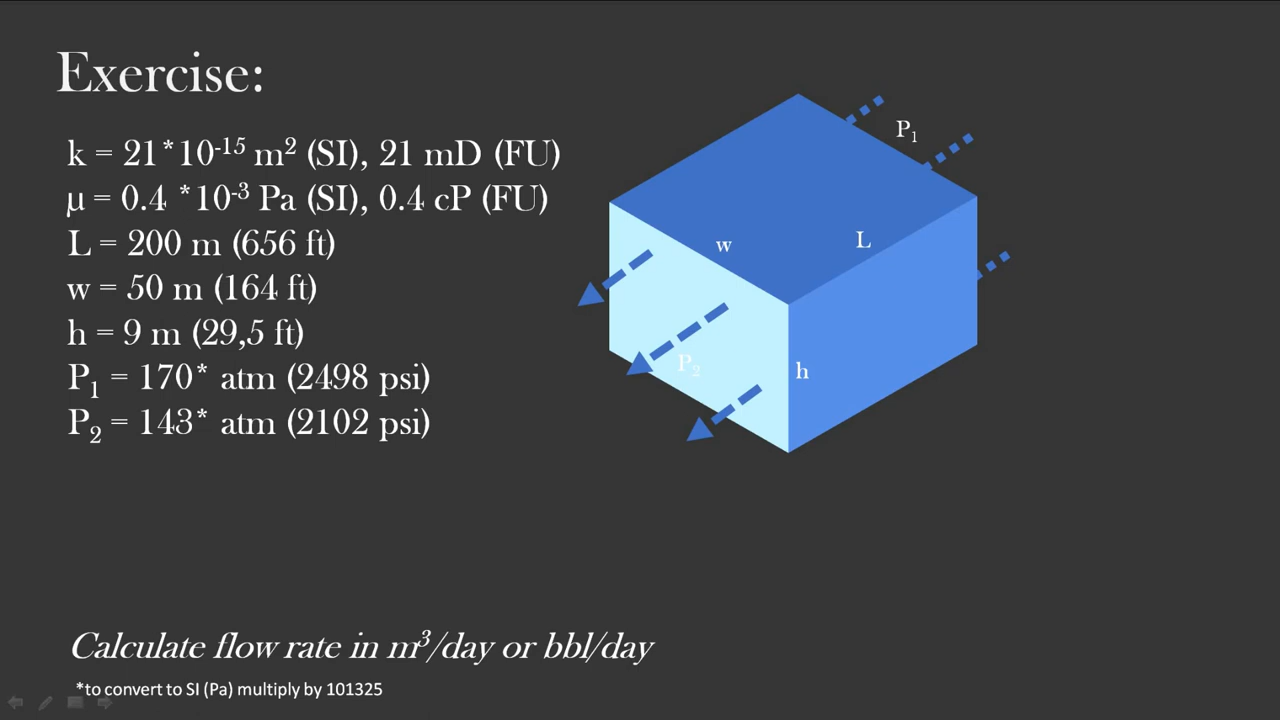 Exercise:
k = 21*10⁻¹⁵ m² (SI), 21 mD (FU)
μ = 0.4 *10⁻³ Pa (SI), 0.4 cP (FU)
L = 200 m (656 ft)
w = 50 m (164 ft)
h = 9 m (29,5 ft)
P₁ = 170* atm (2498 psi)
P₂ = 143* atm (2102 psi)
P₁
w
L
P₂
h
Calculate flow rate in m³/day or bbl/day
*to convert to SI (Pa) multiply by 101325